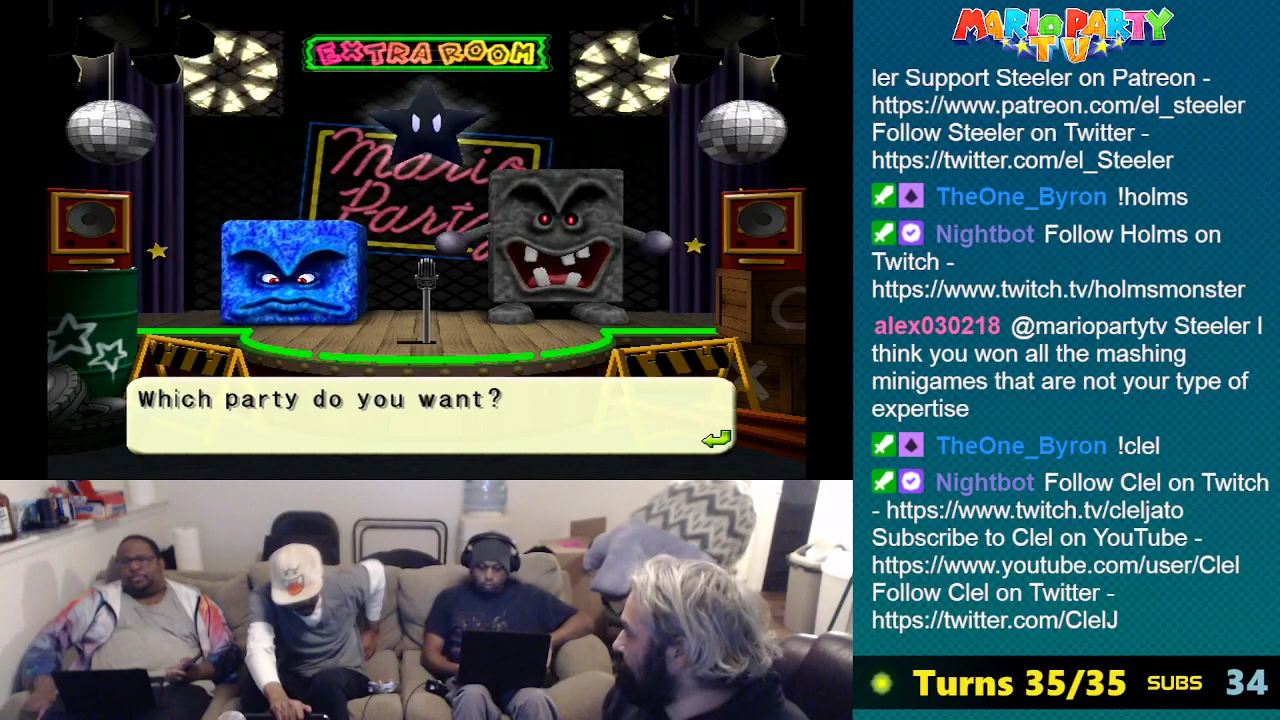 EXTRA ROOM
Mario
Party
Which party do you want?
MARIO PARTY
TV
ler Support Steeler on Patreon -
https://www.patreon.com/el_steeler
Follow Steeler on Twitter -
https://twitter.com/el_Steeler
TheOne_Byron !holms
Nightbot Follow Holms on
Twitch -
https://www.twitch.tv/holmsmonster
alex030218 @mariopartytv Steeler I
think you won all the mashing
minigames that are not your type of
expertise
TheOne_Byron !clel
Nightbot Follow Clel on Twitch
- https://www.twitch.tv/cleljato
Subscribe to Clel on YouTube -
https://www.youtube.com/user/Clel
Follow Clel on Twitter -
https://twitter.com/ClelJ
Turns 35/35 SUBS 34